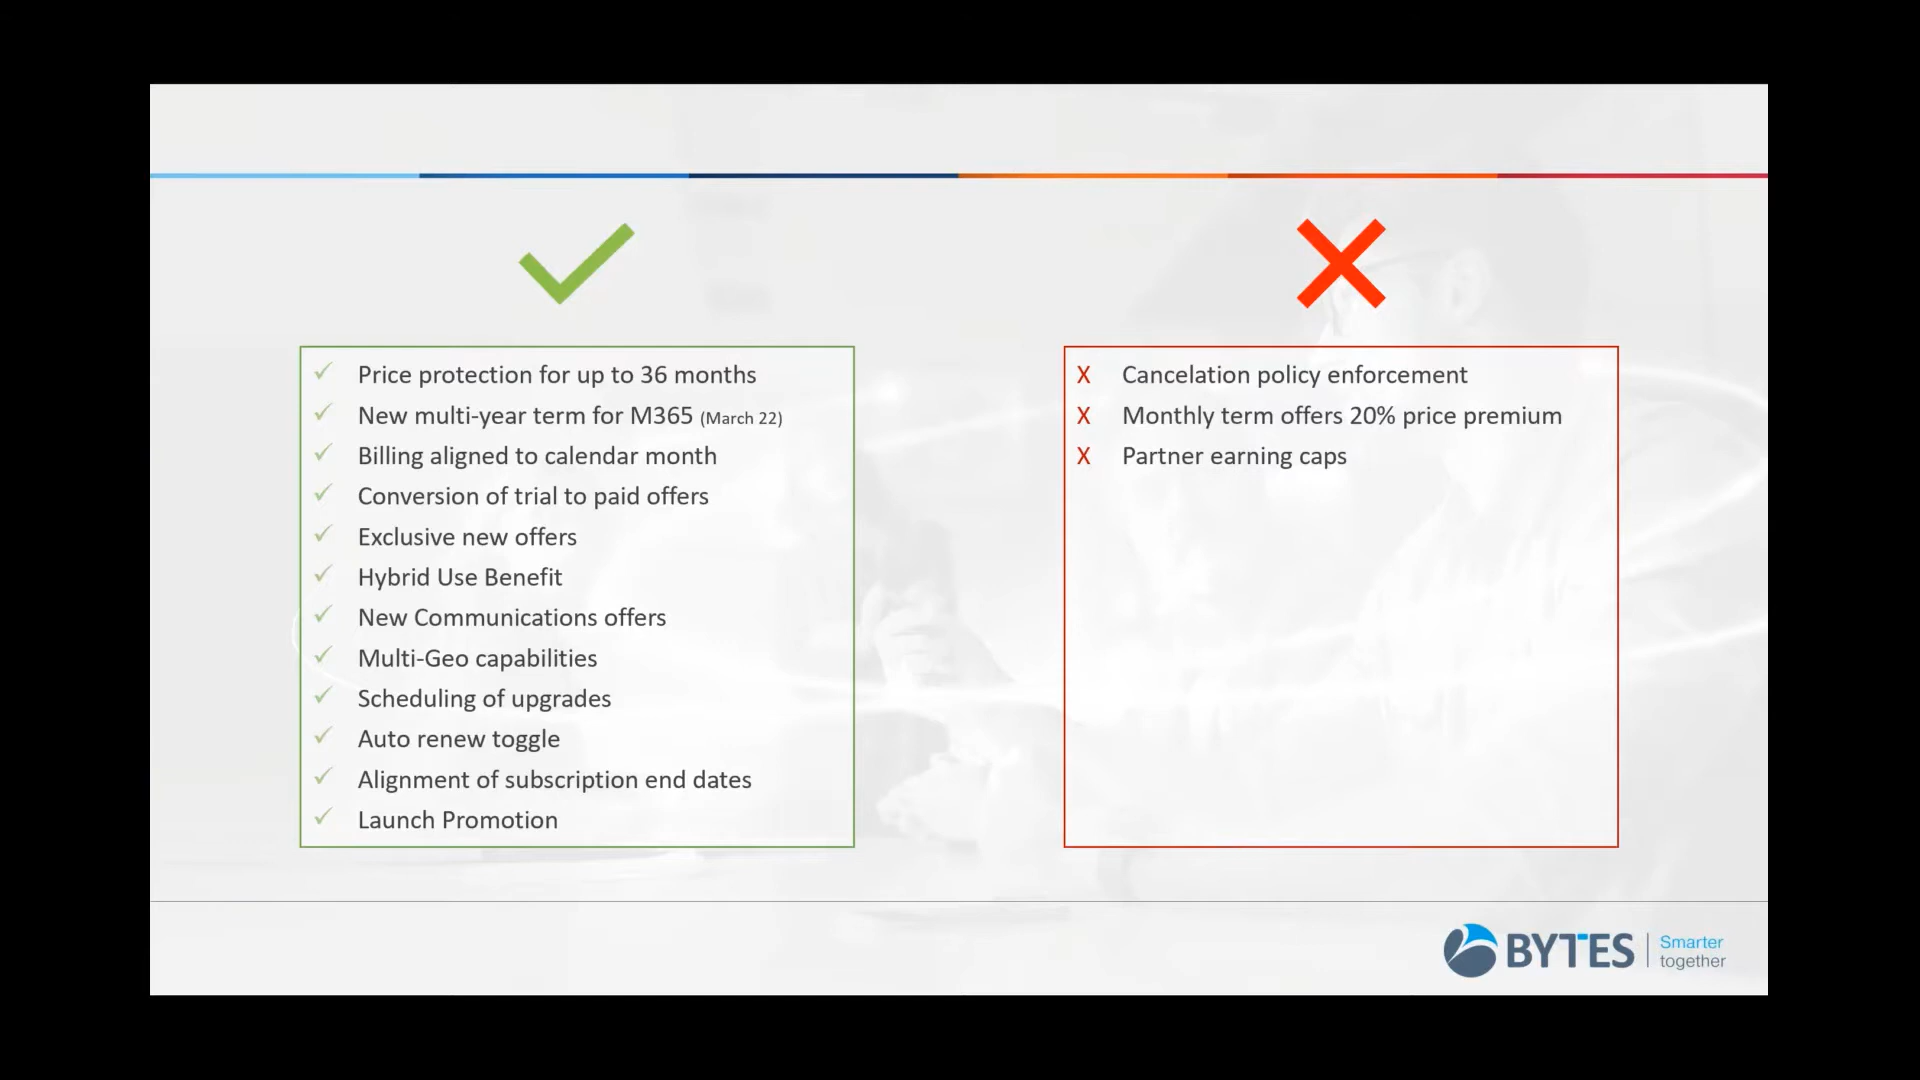 ✓ Price protection for up to 36 months
✓ New multi-year term for M365 (March 22)
✓ Billing aligned to calendar month
✓ Conversion of trial to paid offers
✓ Exclusive new offers
✓ Hybrid Use Benefit
✓ New Communications offers
✓ Multi-Geo capabilities
✓ Scheduling of upgrades
✓ Auto renew toggle
✓ Alignment of subscription end dates
✓ Launch Promotion
X Cancelation policy enforcement
X Monthly term offers 20% price premium
X Partner earning caps
BYTES
Smarter
together